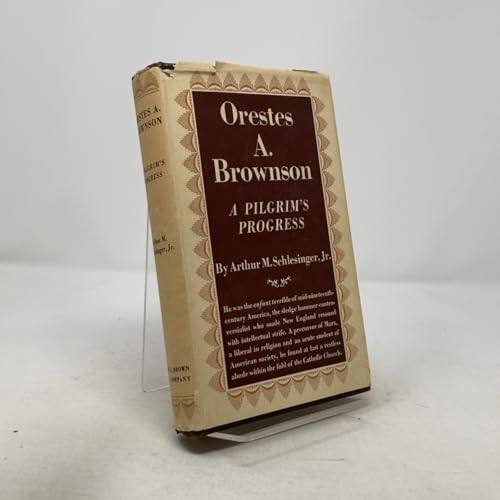 Orestes
A.
Brownson
A PILGRIM'S
PROGRESS
By Arthur M. Schlesinger, Jr.
He was the enfant terrible of mid-nineteenth-
century America, the sledge hammer contro-
versialist who made New England resound
with intellectual strife. A precursor of Marx,
a liberal in religion and an acute student of
American society, he found at last a restless
abode within the fold of the Catholic Church.
STES A.
OWNSON
PILGRIM'S
PROGRESS
Arthur M.
lesinger, Jr.
BROWN
COMPANY